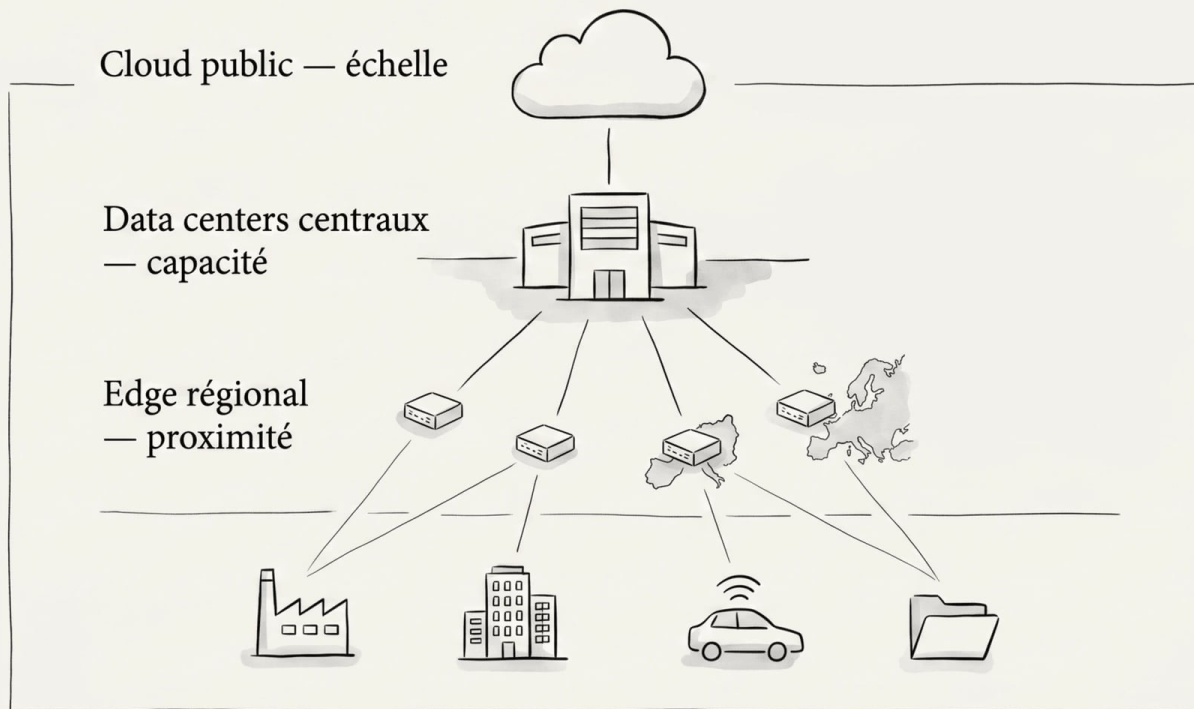 Cloud public — échelle
Data centers centraux
— capacité
Edge régional
— proximité